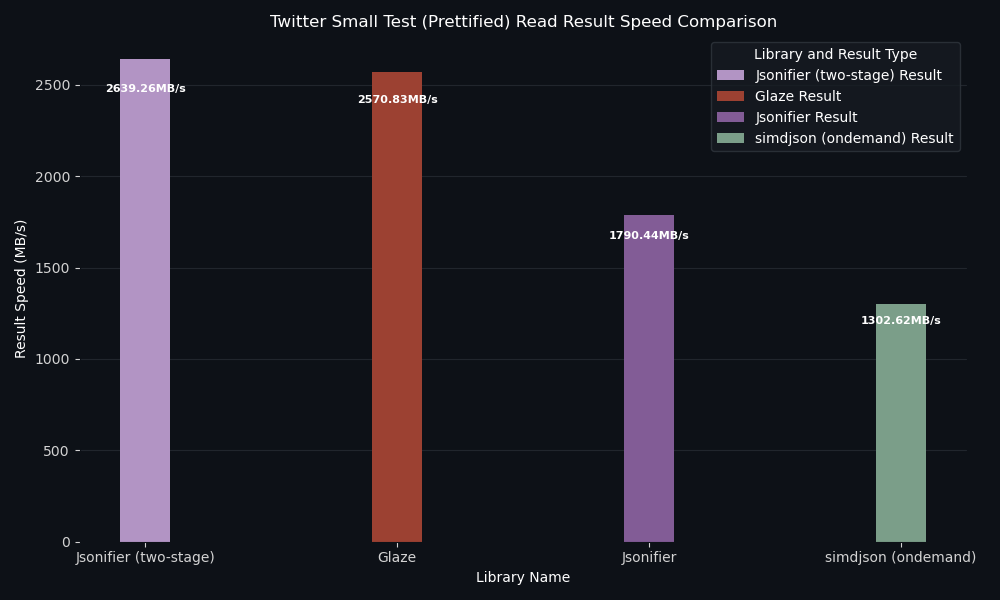 Twitter Small Test (Prettified) Read Result Speed Comparison
Library and Result Type
Jsonifier (two-stage) Result
Glaze Result
Jsonifier Result
simdjson (ondemand) Result
Result Speed (MB/s)
2500
2000
1500
1000
500
0
2639.26MB/s
2570.83MB/s
1790.44MB/s
1302.62MB/s
Jsonifier (two-stage)
Glaze
Jsonifier
simdjson (ondemand)
Library Name